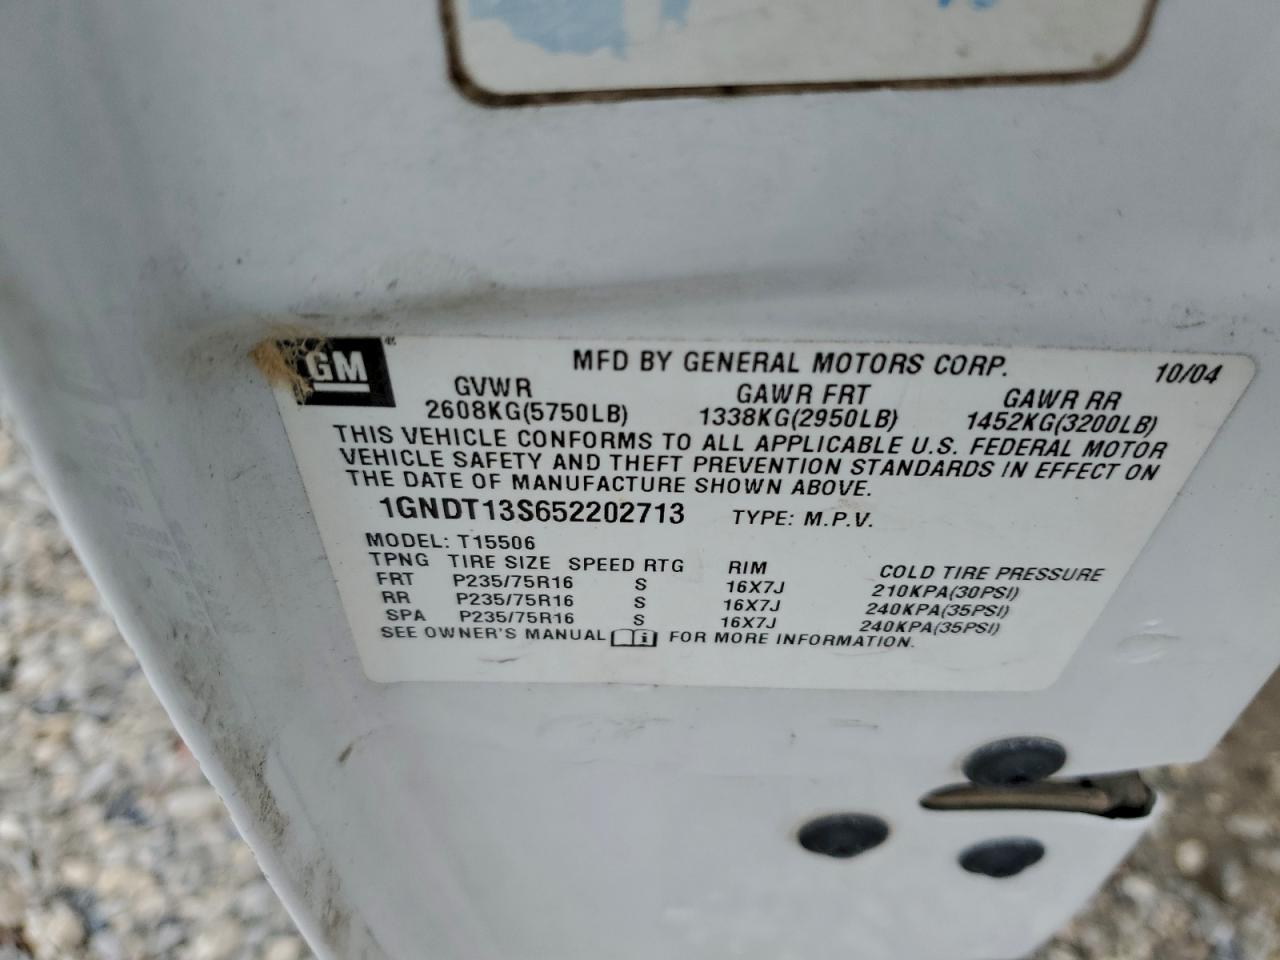 GM
MFD BY GENERAL MOTORS CORP. 10/04
GVWR GAWR FRT GAWR RR
2608KG(5750LB) 1338KG(2950LB) 1452KG(3200LB)
THIS VEHICLE CONFORMS TO ALL APPLICABLE U.S. FEDERAL MOTOR
VEHICLE SAFETY AND THEFT PREVENTION STANDARDS IN EFFECT ON
THE DATE OF MANUFACTURE SHOWN ABOVE.
1GNDT13S652202713 TYPE: M.P.V.
MODEL: T15506
TPNG TIRE SIZE SPEED RTG RIM COLD TIRE PRESSURE
FRT P235/75R16 S 16X7J 210KPA(30PSI)
RR P235/75R16 S 16X7J 240KPA(35PSI)
SPA P235/75R16 S 16X7J 240KPA(35PSI)
SEE OWNER'S MANUAL FOR MORE INFORMATION.